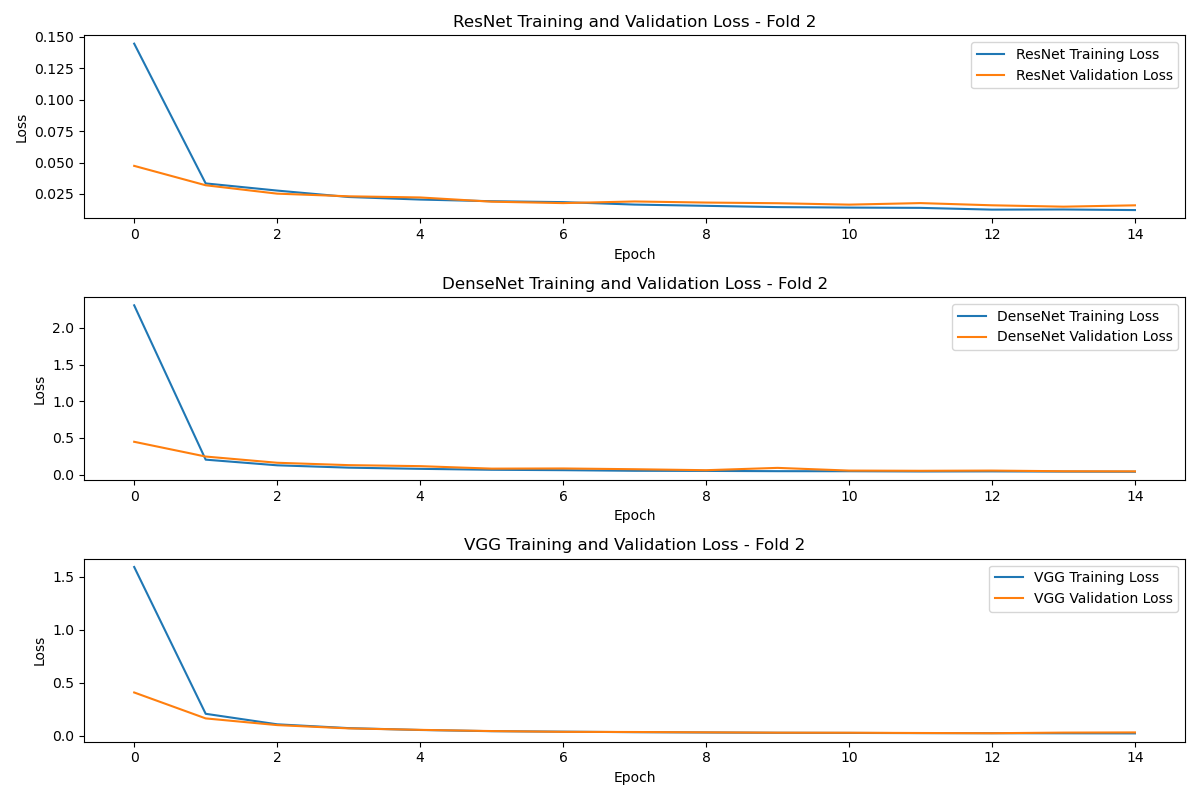 ResNet Training and Validation Loss - Fold 2
0.150
0.125
0.100
0.075
0.050
0.025
Loss
ResNet Training Loss
ResNet Validation Loss
0 2 4 6 8 10 12 14
Epoch
DenseNet Training and Validation Loss - Fold 2
2.0
1.5
1.0
0.5
0.0
Loss
DenseNet Training Loss
DenseNet Validation Loss
0 2 4 6 8 10 12 14
Epoch
VGG Training and Validation Loss - Fold 2
1.5
1.0
0.5
0.0
Loss
VGG Training Loss
VGG Validation Loss
0 2 4 6 8 10 12 14
Epoch